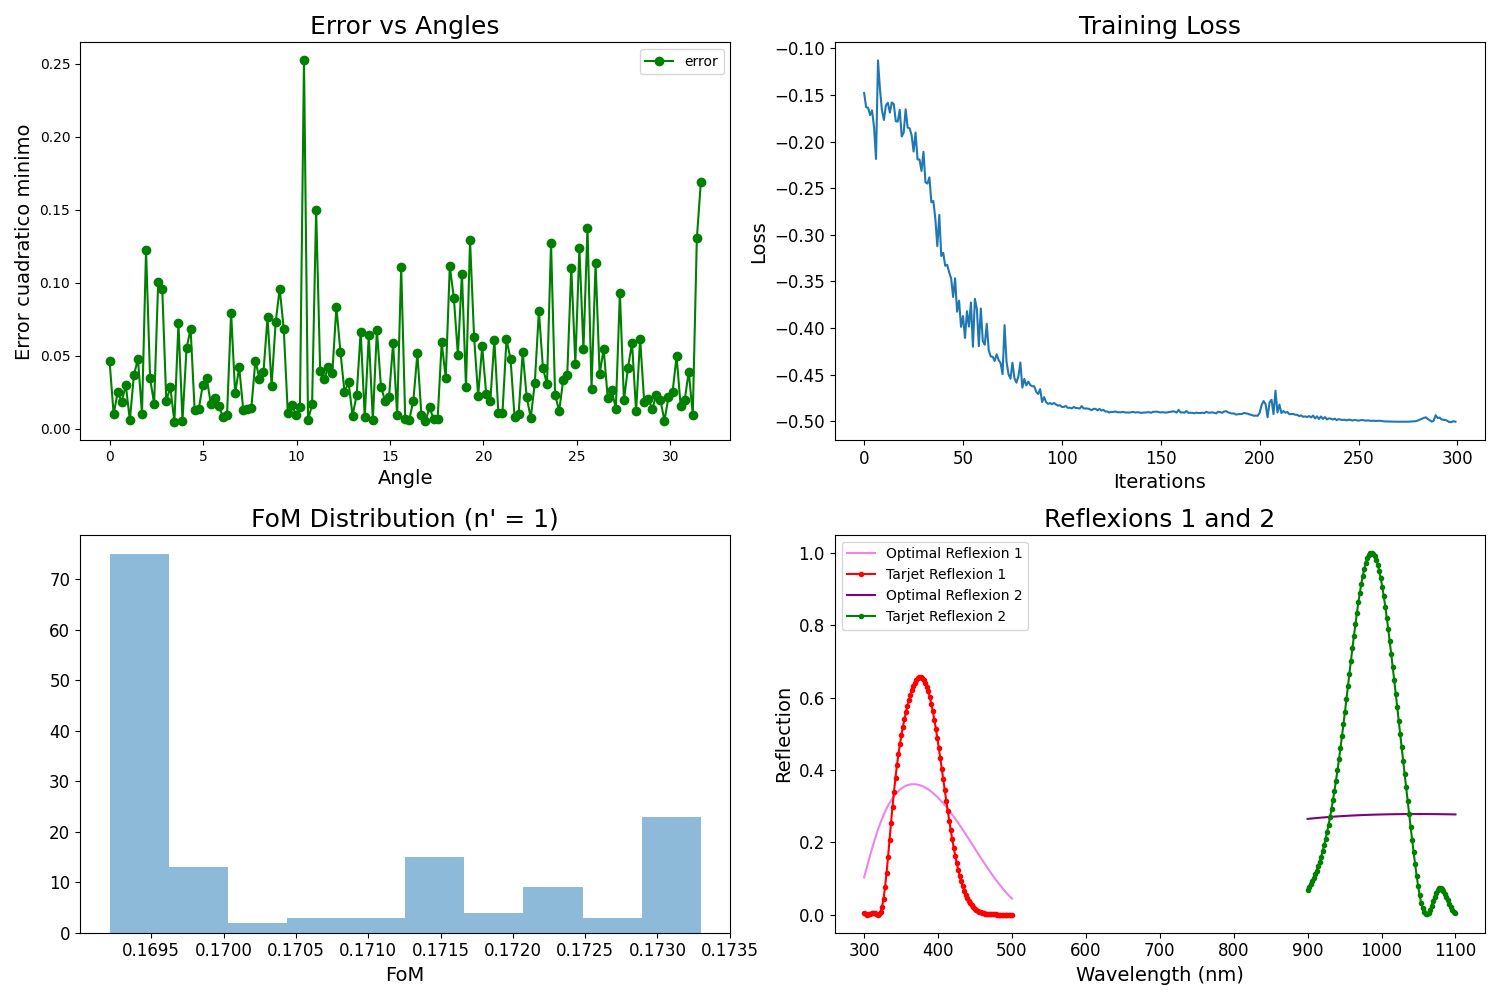 Error vs Angles
error
Error cuadratico minimo
0.25
0.20
0.15
0.10
0.05
0.00
0 5 10 15 20 25 30
Angle
Training Loss
Loss
−0.10
−0.15
−0.20
−0.25
−0.30
−0.35
−0.40
−0.45
−0.50
0 50 100 150 200 250 300
Iterations
FoM Distribution (n' = 1)
70
60
50
40
30
20
10
0
0.1695 0.1700 0.1705 0.1710 0.1715 0.1720 0.1725 0.1730 0.1735
FoM
Reflexions 1 and 2
Optimal Reflexion 1
Tarjet Reflexion 1
Optimal Reflexion 2
Tarjet Reflexion 2
Reflection
1.0
0.8
0.6
0.4
0.2
0.0
300 400 500 600 700 800 900 1000 1100
Wavelength (nm)